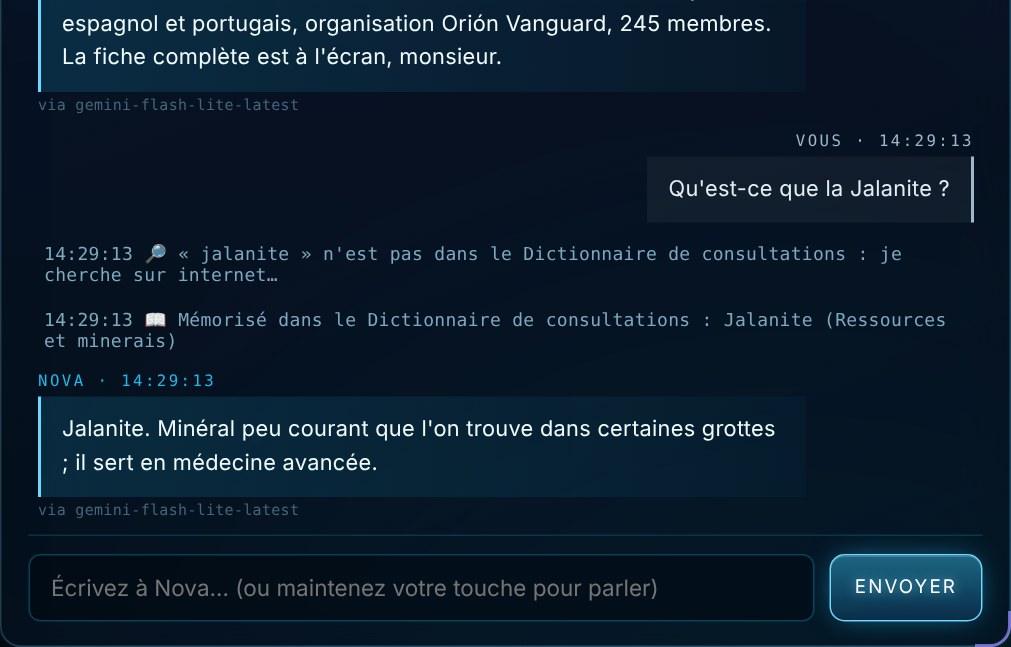 espagnol et portugais, organisation Orión Vanguard, 245 membres.
La fiche complète est à l'écran, monsieur.
via gemini-flash-lite-latest
VOUS · 14:29:13
Qu'est-ce que la Jalanite ?
14:29:13 🔎 « jalanite » n'est pas dans le Dictionnaire de consultations : je
cherche sur internet…
14:29:13 📖 Mémorisé dans le Dictionnaire de consultations : Jalanite (Ressources
et minerais)
NOVA · 14:29:13
Jalanite. Minéral peu courant que l'on trouve dans certaines grottes
; il sert en médecine avancée.
via gemini-flash-lite-latest
Écrivez à Nova... (ou maintenez votre touche pour parler)
ENVOYER